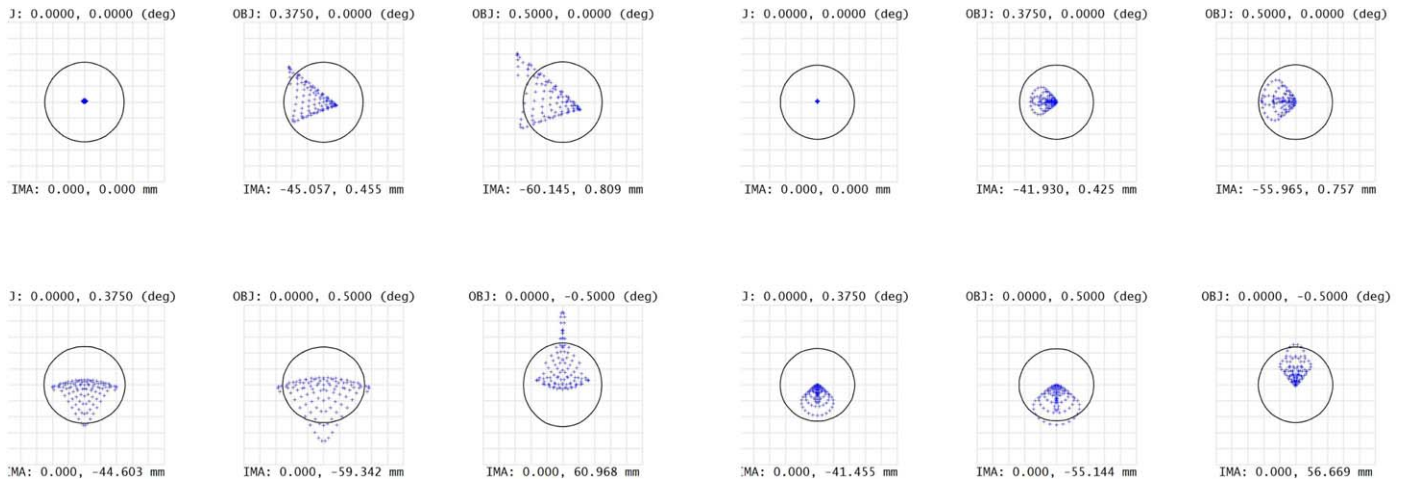 J: 0.0000, 0.0000 (deg)
OBJ: 0.3750, 0.0000 (deg)
OBJ: 0.5000, 0.0000 (deg)
J: 0.0000, 0.0000 (deg)
OBJ: 0.3750, 0.0000 (deg)
OBJ: 0.5000, 0.0000 (deg)
IMA: 0.000, 0.000 mm
IMA: -45.057, 0.455 mm
IMA: -60.145, 0.809 mm
IMA: 0.000, 0.000 mm
IMA: -41.930, 0.425 mm
IMA: -55.965, 0.757 mm
J: 0.0000, 0.3750 (deg)
OBJ: 0.0000, 0.5000 (deg)
OBJ: 0.0000, -0.5000 (deg)
J: 0.0000, 0.3750 (deg)
OBJ: 0.0000, 0.5000 (deg)
OBJ: 0.0000, -0.5000 (deg)
IMA: 0.000, -44.603 mm
IMA: 0.000, -59.342 mm
IMA: 0.000, 60.968 mm
IMA: 0.000, -41.455 mm
IMA: 0.000, -55.144 mm
IMA: 0.000, 56.669 mm